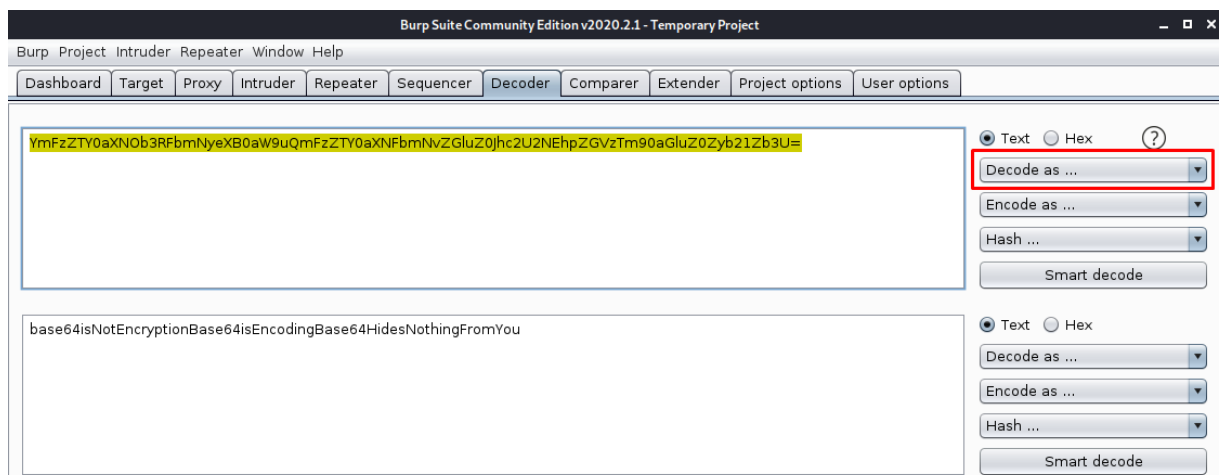 Burp Suite Community Edition v2020.2.1 - Temporary Project
Burp Project Intruder Repeater Window Help
Dashboard Target Proxy Intruder Repeater Sequencer Decoder Comparer Extender Project options User options
YmFzZTY0aXNOb3RFbmNyeXB0aW9uQmFzZTY0aXNFbmNvZGluZ0Jhc2U2NEhpZGVzTm90aGluZ0Zyb21Zb3U=
Text Hex ?
Decode as ...
Encode as ...
Hash ...
Smart decode
base64isNotEncryptionBase64isEncodingBase64HidesNothingFromYou
Text Hex
Decode as ...
Encode as ...
Hash ...
Smart decode